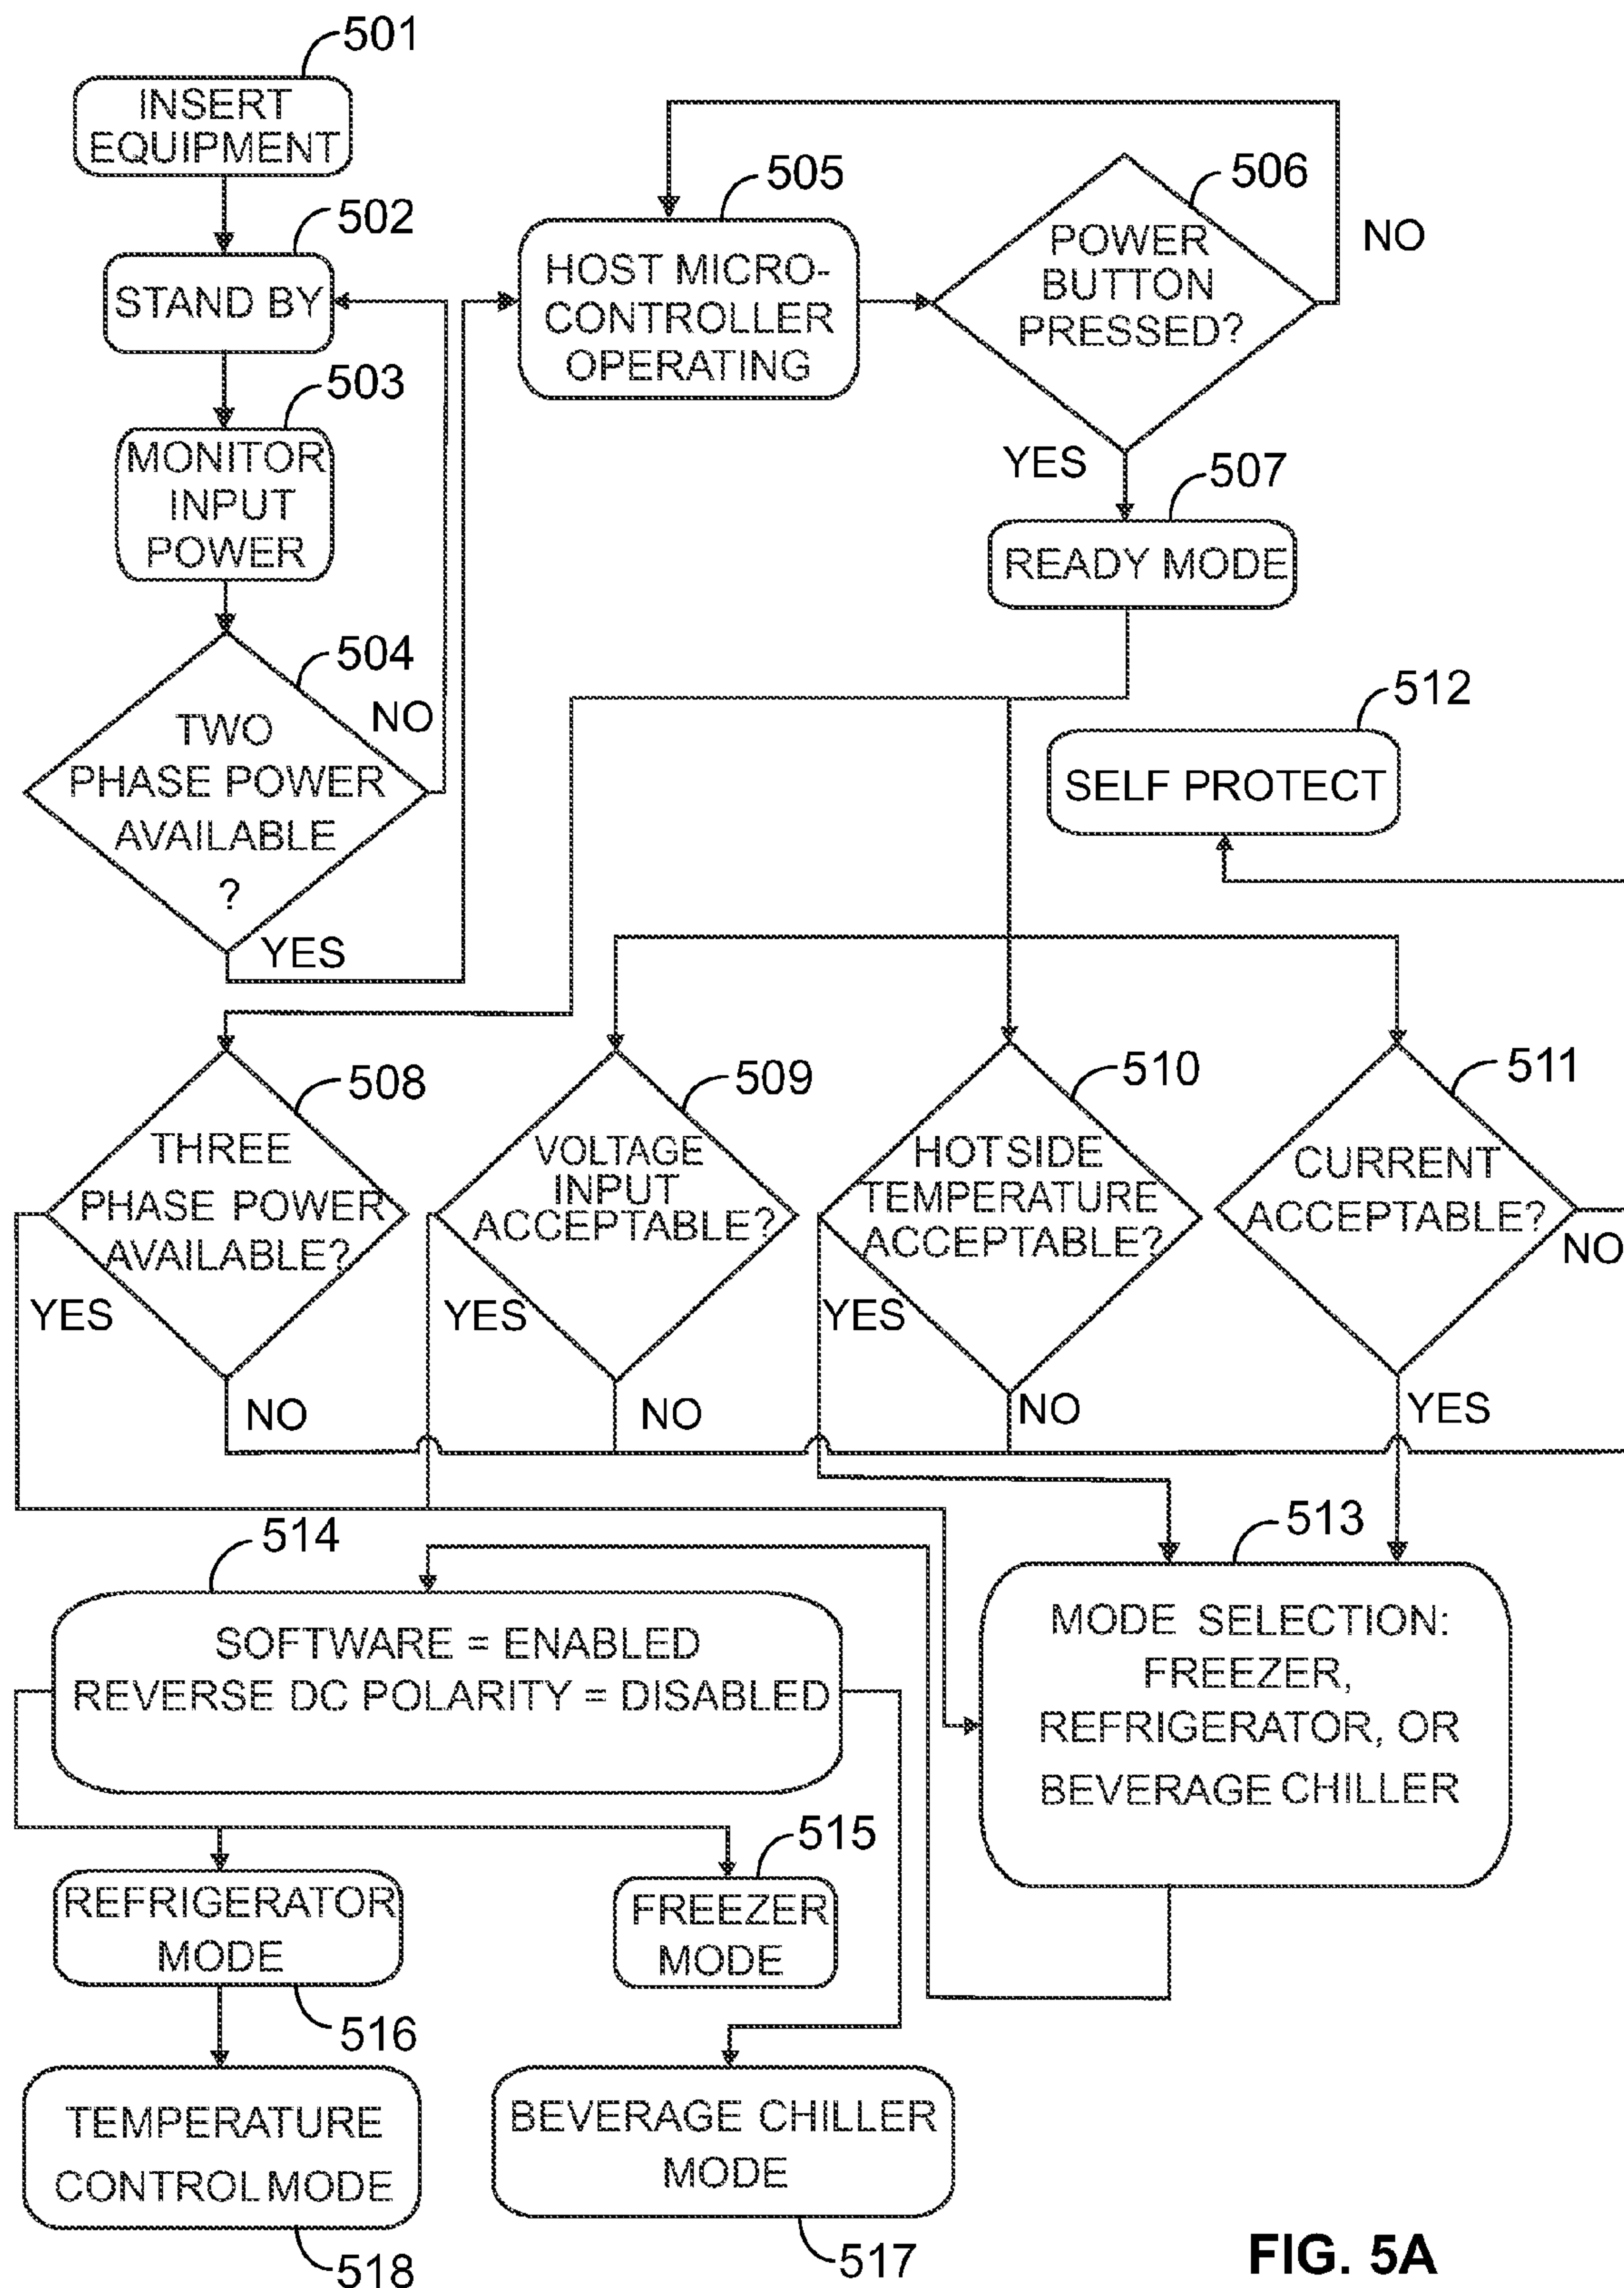 501
INSERT
EQUIPMENT
502
STAND BY
503
MONITOR
INPUT
POWER
504
TWO
PHASE POWER
AVAILABLE
?
NO
YES
505
HOST MICRO-
CONTROLLER
OPERATING
506
POWER
BUTTON
PRESSED?
NO
YES
507
READY MODE
512
SELF PROTECT
508
THREE
PHASE POWER
AVAILABLE?
YES
NO
509
VOLTAGE
INPUT
ACCEPTABLE?
YES
NO
510
HOTSIDE
TEMPERATURE
ACCEPTABLE?
YES
NO
511
CURRENT
ACCEPTABLE?
NO
YES
513
MODE SELECTION:
FREEZER,
REFRIGERATOR, OR
BEVERAGE CHILLER
514
SOFTWARE = ENABLED
REVERSE DC POLARITY = DISABLED
515
FREEZER
MODE
REFRIGERATOR
MODE
516
TEMPERATURE
CONTROL MODE
518
BEVERAGE CHILLER
MODE
517
FIG. 5A